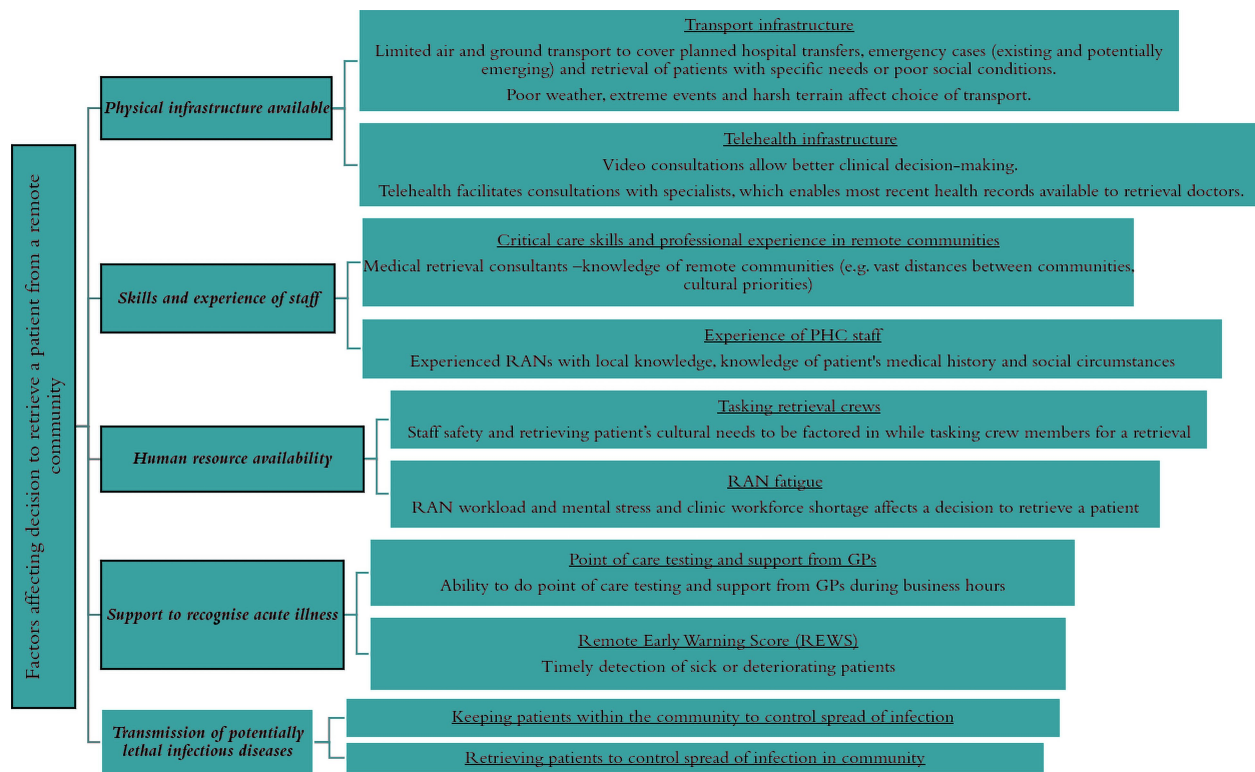 Factors affecting decision to retrieve a patient from a remote
community
Physical infrastructure available
Transport infrastructure
Limited air and ground transport to cover planned hospital transfers, emergency cases (existing and potentially
emerging) and retrieval of patients with specific needs or poor social conditions.
Poor weather, extreme events and harsh terrain affect choice of transport.
Telehealth infrastructure
Video consultations allow better clinical decision-making.
Telehealth facilitates consultations with specialists, which enables most recent health records available to retrieval doctors.
Skills and experience of staff
Critical care skills and professional experience in remote communities
Medical retrieval consultants –knowledge of remote communities (e.g. vast distances between communities,
cultural priorities)
Experience of PHC staff
Experienced RANs with local knowledge, knowledge of patient's medical history and social circumstances
Human resource availability
Tasking retrieval crews
Staff safety and retrieving patient’s cultural needs to be factored in while tasking crew members for a retrieval
RAN fatigue
RAN workload and mental stress and clinic workforce shortage affects a decision to retrieve a patient
Support to recognise acute illness
Point of care testing and support from GPs
Ability to do point of care testing and support from GPs during business hours
Remote Early Warning Score (REWS)
Timely detection of sick or deteriorating patients
Transmission of potentially
lethal infectious diseases
Keeping patients within the community to control spread of infection
Retrieving patients to control spread of infection in community